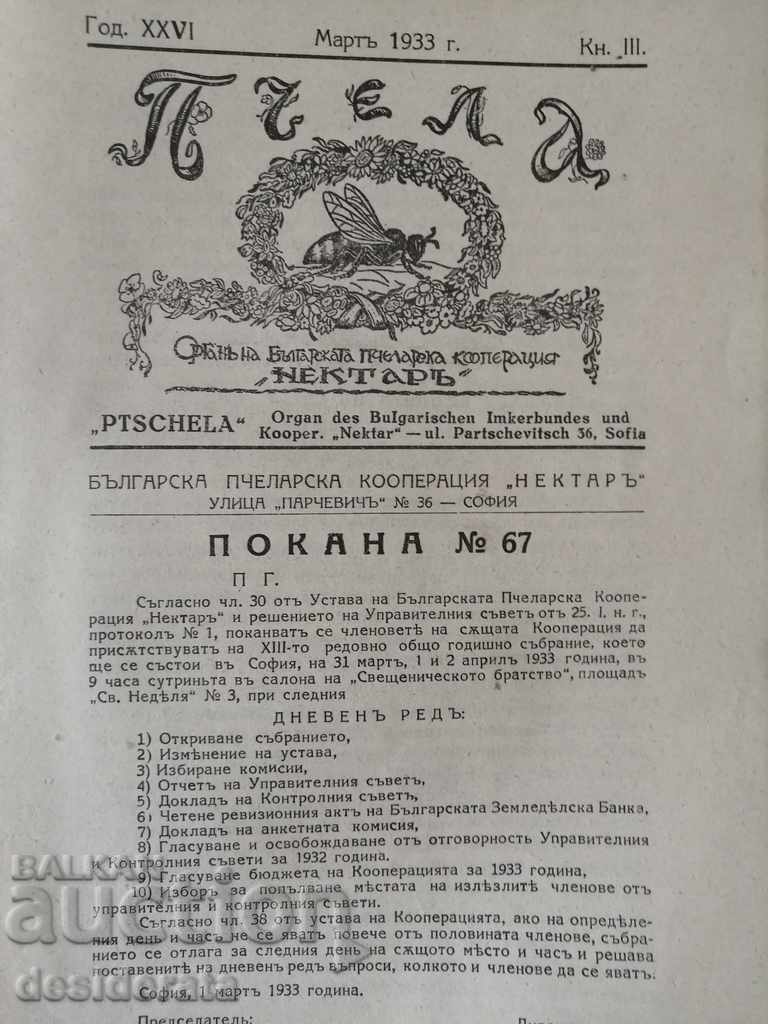 Год. XXVI Мартъ 1933 г. Кн. III.
Пчела
Органъ на Българската пчеларска кооперация
„НЕКТАРЪ“
„PTSCHELA“ Organ des Bulgarischen Imkerbundes und
Kooper. „Nektar“ — ul. Partschevitsch 36, Sofia
БЪЛГАРСКА ПЧЕЛАРСКА КООПЕРАЦИЯ „НЕКТАРЪ“
УЛИЦА „ПАРЧЕВИЧЪ“ № 36 — СОФИЯ
ПОКАНА № 67
П Г.
Съгласно чл. 30 отъ Устава на Българската Пчеларска Коопе-
рация „Нектаръ“ и решението на Управителния съветъ отъ 25. I. н. г.,
протоколъ № 1, поканватъ се членоветѣ на сѫщата Кооперация да
присѫтствуватъ на XIII-то редовно общо годишно събрание, което
ще се състои въ София, на 31 мартъ, 1 и 2 априлъ 1933 година, въ
9 часа сутриньта въ салона на „Свещеническото братство“, площадъ
„Св. Недѣля“ № 3, при следния
ДНЕВЕНЪ РЕДЪ:
1) Откриване събранието,
2) Измѣнение на устава,
3) Избиране комисии,
4) Отчетъ на Управителния съветъ,
5) Докладъ на Контролния съветъ,
6) Четене ревизионния актъ на Българската Земледѣлска Банка,
7) Докладъ на анкетната комисия,
8) Гласуване и освобождаване отъ отговорность Управителния
и Контролния съвети за 1932 година.
9) Гласуване бюджета на Кооперацията за 1933 година,
10) Изборъ за попълване мѣстата на излѣзлитѣ членове отъ
управителния и контролния съвети.
Съгласно чл. 38 отъ устава на Кооперацията, ако на опредѣле-
ния день и часъ не се яватъ повече отъ половината членове, събра-
нието се отлага за следния день на сѫщото мѣсто и часъ и решава
поставенитѣ из дневенъ редъ въпроси, колкото и членове да се яватъ.
София, 1 мартъ 1933 година.
Председатель:
BALKAN
auction
desidedata